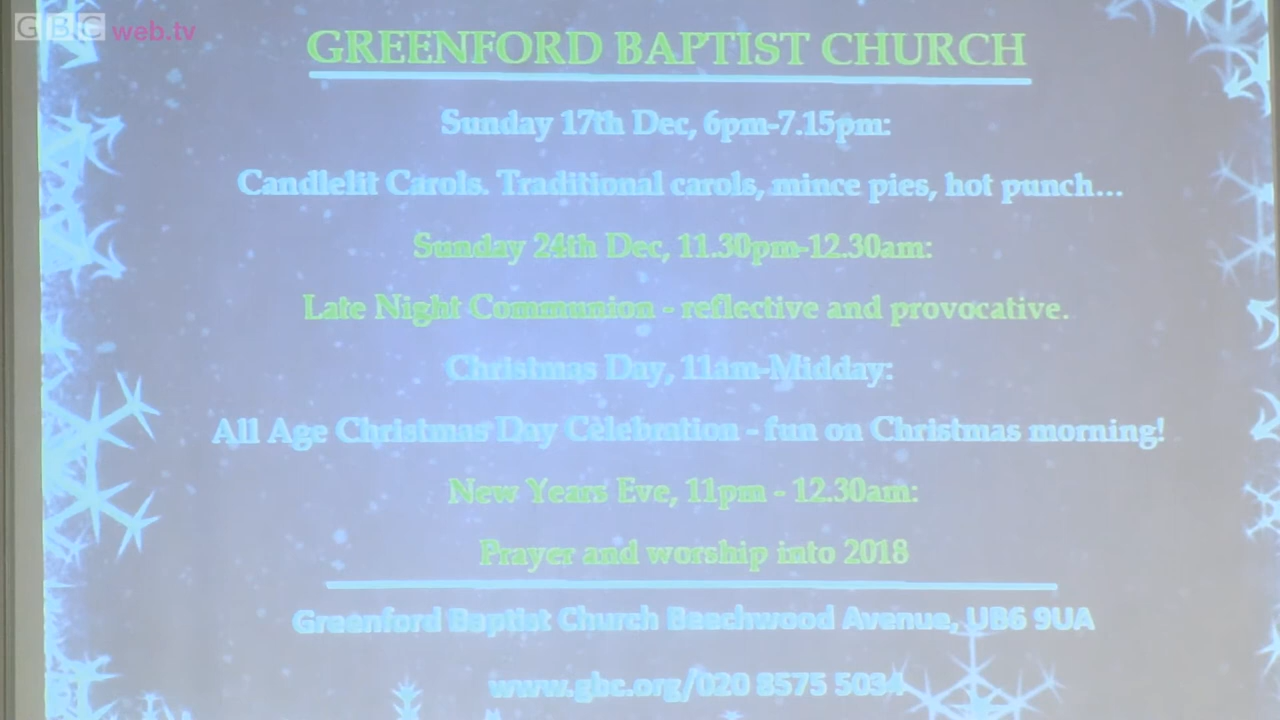 GBC web.tv
GREENFORD BAPTIST CHURCH
Sunday 17th Dec, 6pm-7.15pm:
Candlelit Carols. Traditional carols, mince pies, hot punch...
Sunday 24th Dec, 11.30pm-12.30am:
Late Night Communion - reflective and provocative.
Christmas Day, 11am-Midday:
All Age Christmas Day Celebration - fun on Christmas morning!
New Years Eve, 11pm - 12.30am:
Prayer and worship into 2018
Greenford Baptist Church Beechwood Avenue, UB6 9UA
www.gbc.org/020 8575 5034